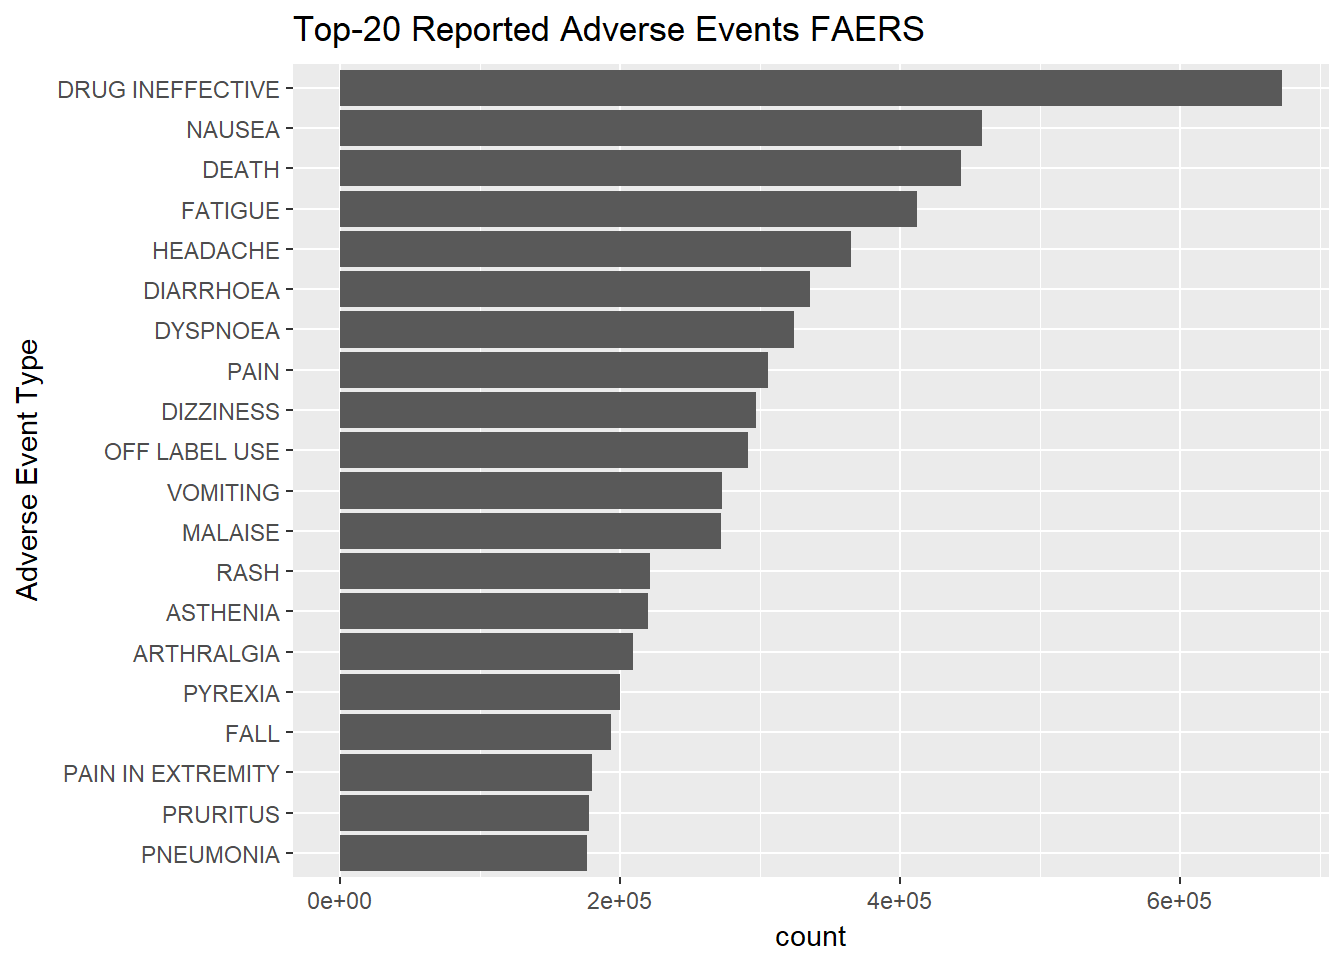 Top-20 Reported Adverse Events FAERS
Adverse Event Type
DRUG INEFFECTIVE
NAUSEA
DEATH
FATIGUE
HEADACHE
DIARRHOEA
DYSPNOEA
PAIN
DIZZINESS
OFF LABEL USE
VOMITING
MALAISE
RASH
ASTHENIA
ARTHRALGIA
PYREXIA
FALL
PAIN IN EXTREMITY
PRURITUS
PNEUMONIA
0e+00 2e+05 4e+05 6e+05
count